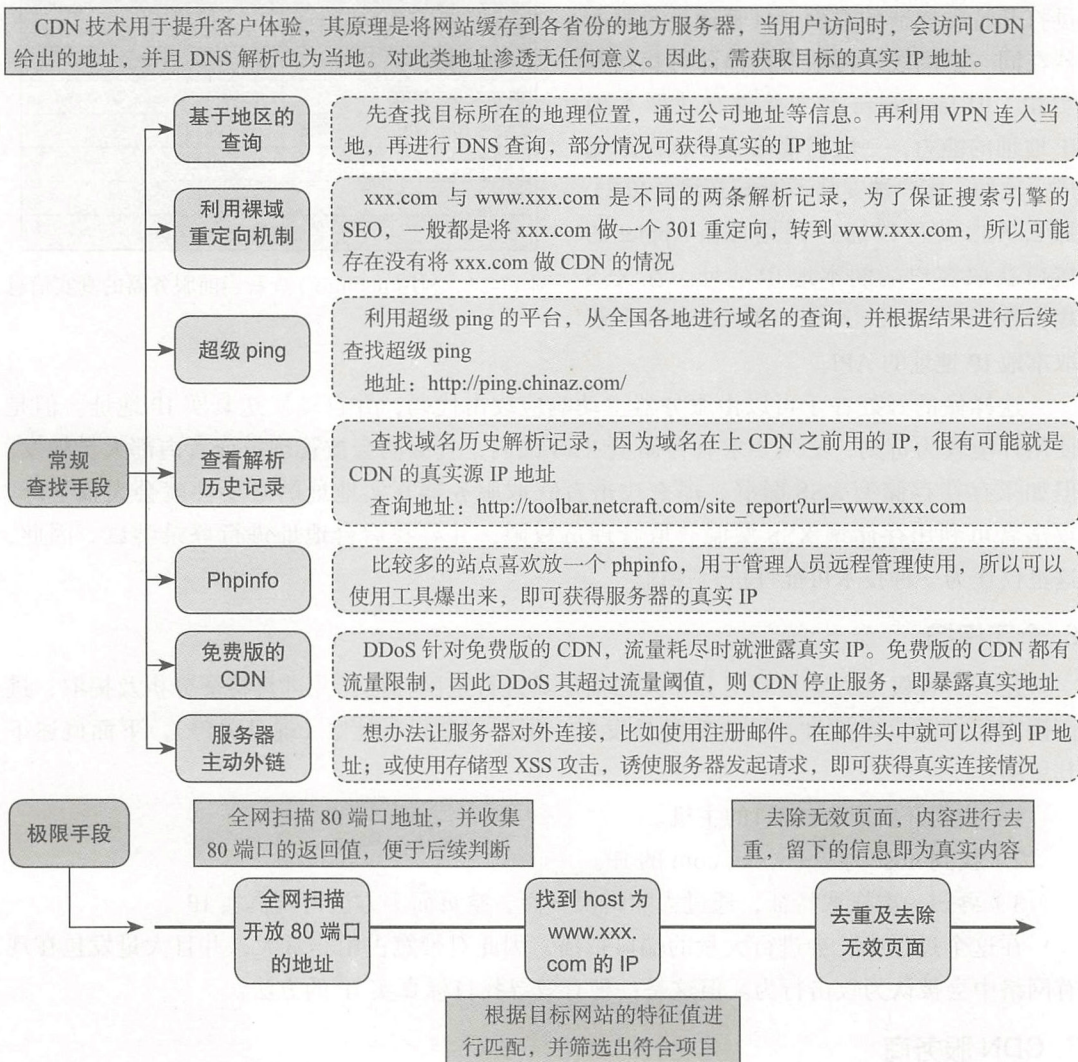 CDN 技术用于提升客户体验，其原理是将网站缓存到各省份的地方服务器，当用户访问时，会访问 CDN
给出的地址，并且 DNS 解析也为当地。对此类地址渗透无任何意义。因此，需获取目标的真实 IP 地址。
基于地区的
查询
先查找目标所在的地理位置，通过公司地址等信息。再利用 VPN 连入当
地，再进行 DNS 查询，部分情况可获得真实的 IP 地址
利用裸域
重定向机制
xxx.com 与 www.xxx.com 是不同的两条解析记录，为了保证搜索引擎的
SEO，一般都是将 xxx.com 做一个 301 重定向，转到 www.xxx.com，所以可能
存在没有将 xxx.com 做 CDN 的情况
超级 ping
利用超级 ping 的平台，从全国各地进行域名的查询，并根据结果进行后续
查找超级 ping
地址：http://ping.chinaz.com/
常规
查找手段
查看解析
历史记录
查找域名历史解析记录，因为域名在上 CDN 之前用的 IP，很有可能就是
CDN 的真实源 IP 地址
查询地址：http://toolbar.netcraft.com/site_report?url=www.xxx.com
Phpinfo
比较多的站点喜欢放一个 phpinfo，用于管理人员远程管理使用，所以可以
使用工具爆出来，即可获得服务器的真实 IP
免费版的
CDN
DDoS 针对免费版的 CDN，流量耗尽时就泄露真实 IP。免费版的 CDN 都有
流量限制，因此 DDoS 其超过流量阈值，则 CDN 停止服务，即暴露真实地址
服务器
主动外链
想办法让服务器对外连接，比如使用注册邮件。在邮件头中就可以得到 IP 地
址；或使用存储型 XSS 攻击，诱使服务器发起请求，即可获得真实连接情况
极限手段
全网扫描 80 端口地址，并收集
80 端口的返回值，便于后续判断
去除无效页面，内容进行去
重，留下的信息即为真实内容
全网扫描
开放 80 端口
的地址
找到 host 为
www.xxx.
com 的 IP
去重及去除
无效页面
根据目标网站的特征值进
行匹配，并筛选出符合项目